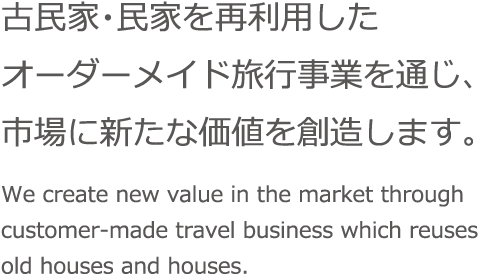 古民家・民家を再利用した
オーダーメイド旅行事業を通じ、
市場に新たな価値を創造します。
We create new value in the market through
customer-made travel business which reuses
old houses and houses.